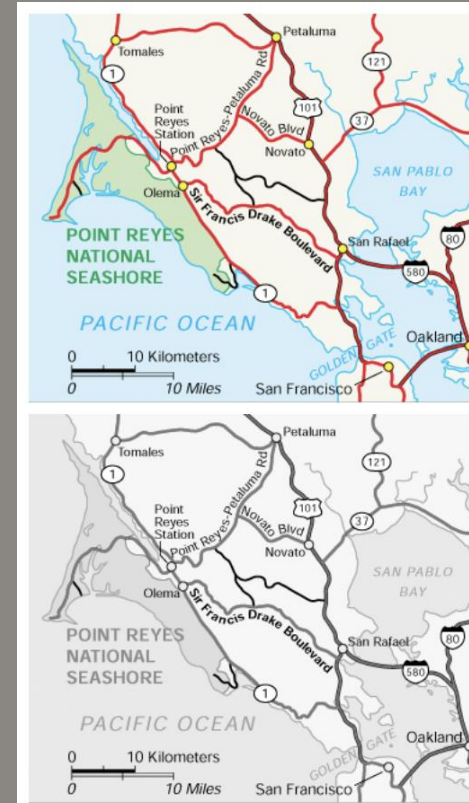 Petaluma
Tomales
121
1
101
Point Reyes-Petaluma Rd
37
Point
Reyes
Station
Novato Blvd
Novato
SAN PABLO
BAY
Olema
Sir Francis Drake Boulevard
POINT REYES
NATIONAL
SEASHORE
San Rafael
80
580
1
PACIFIC OCEAN
GOLDEN GATE
Oakland
0 10 Kilometers
0 10 Miles
San Francisco
Petaluma
Tomales
121
1
101
Point Reyes-Petaluma Rd
37
Point
Reyes
Station
Novato Blvd
Novato
SAN PABLO
BAY
Olema
Sir Francis Drake Boulevard
POINT REYES
NATIONAL
SEASHORE
San Rafael
80
580
1
PACIFIC OCEAN
GOLDEN GATE
Oakland
0 10 Kilometers
0 10 Miles
San Francisco